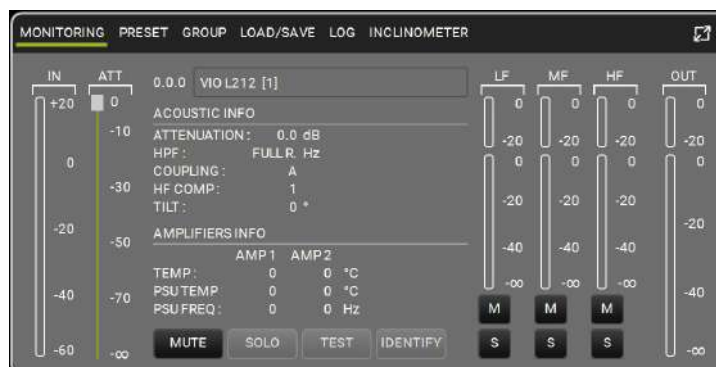 MONITORING PRESET GROUP LOAD/SAVE LOG INCLINOMETER
IN ATT LF MF HF OUT
0.0.0 VIO L212 [1]
+20 0 0 0 0 0
ACOUSTIC INFO
-10 -20 -20 -20 -20
ATTENUATION: 0.0 dB
HPF: FULL R. Hz
0 0 0 0 0
COUPLING: A
HF COMP: 1
-30 -20 -20 -20
TILT: 0 °
-20 -20
AMPLIFIERS INFO
-50 -40 -40 -40
AMP 1 AMP 2
TEMP: 0 0 °C
PSU TEMP 0 0 °C
-∞ -∞ -∞
-40 -70 -40
PSU FREQ: 0 0 Hz
M M M
MUTE SOLO TEST IDENTIFY
S S S
-60 -∞ -∞